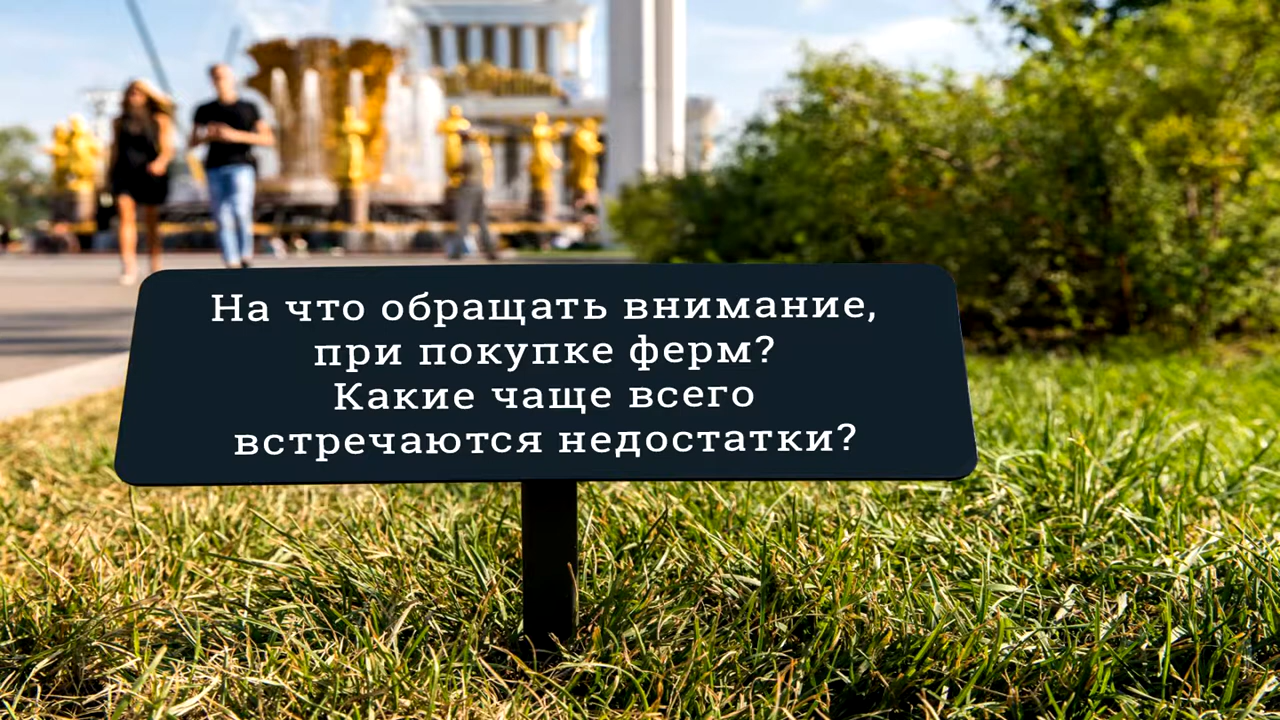 На что обращать внимание,
при покупке ферм?
Какие чаще всего
встречаются недостатки?